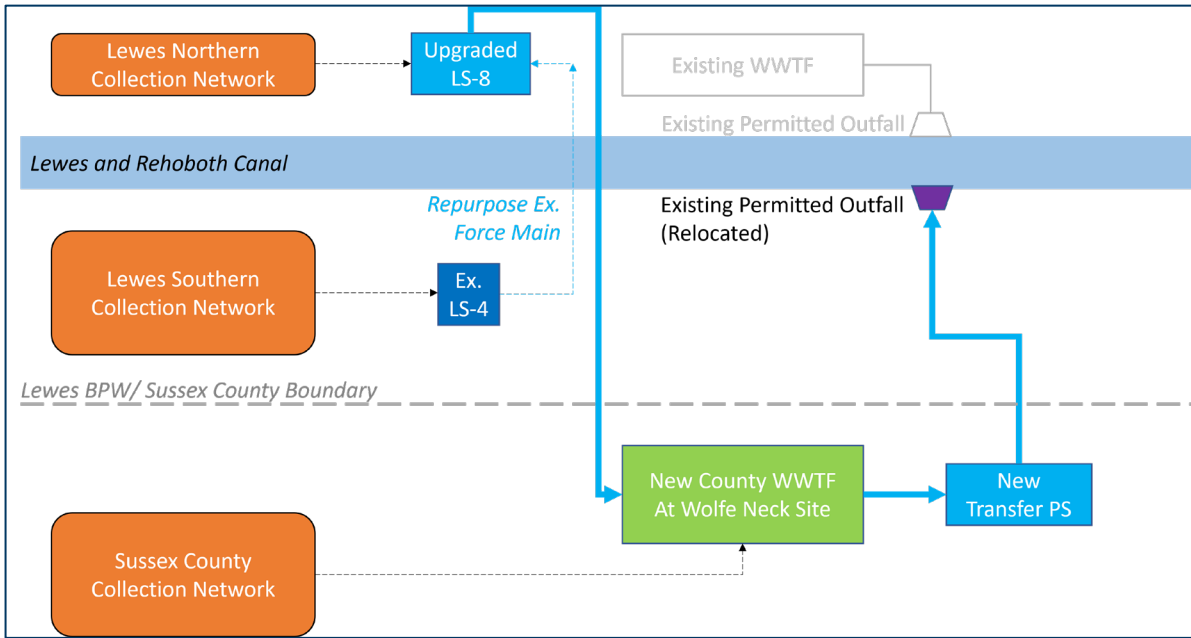 Lewes Northern
Collection Network
Upgraded
LS-8
Existing WWTF
Existing Permitted Outfall
Lewes and Rehoboth Canal
Repurpose Ex.
Force Main
Existing Permitted Outfall
(Relocated)
Lewes Southern
Collection Network
Ex.
LS-4
Lewes BPW/ Sussex County Boundary
New County WWTF
At Wolfe Neck Site
New
Transfer PS
Sussex County
Collection Network